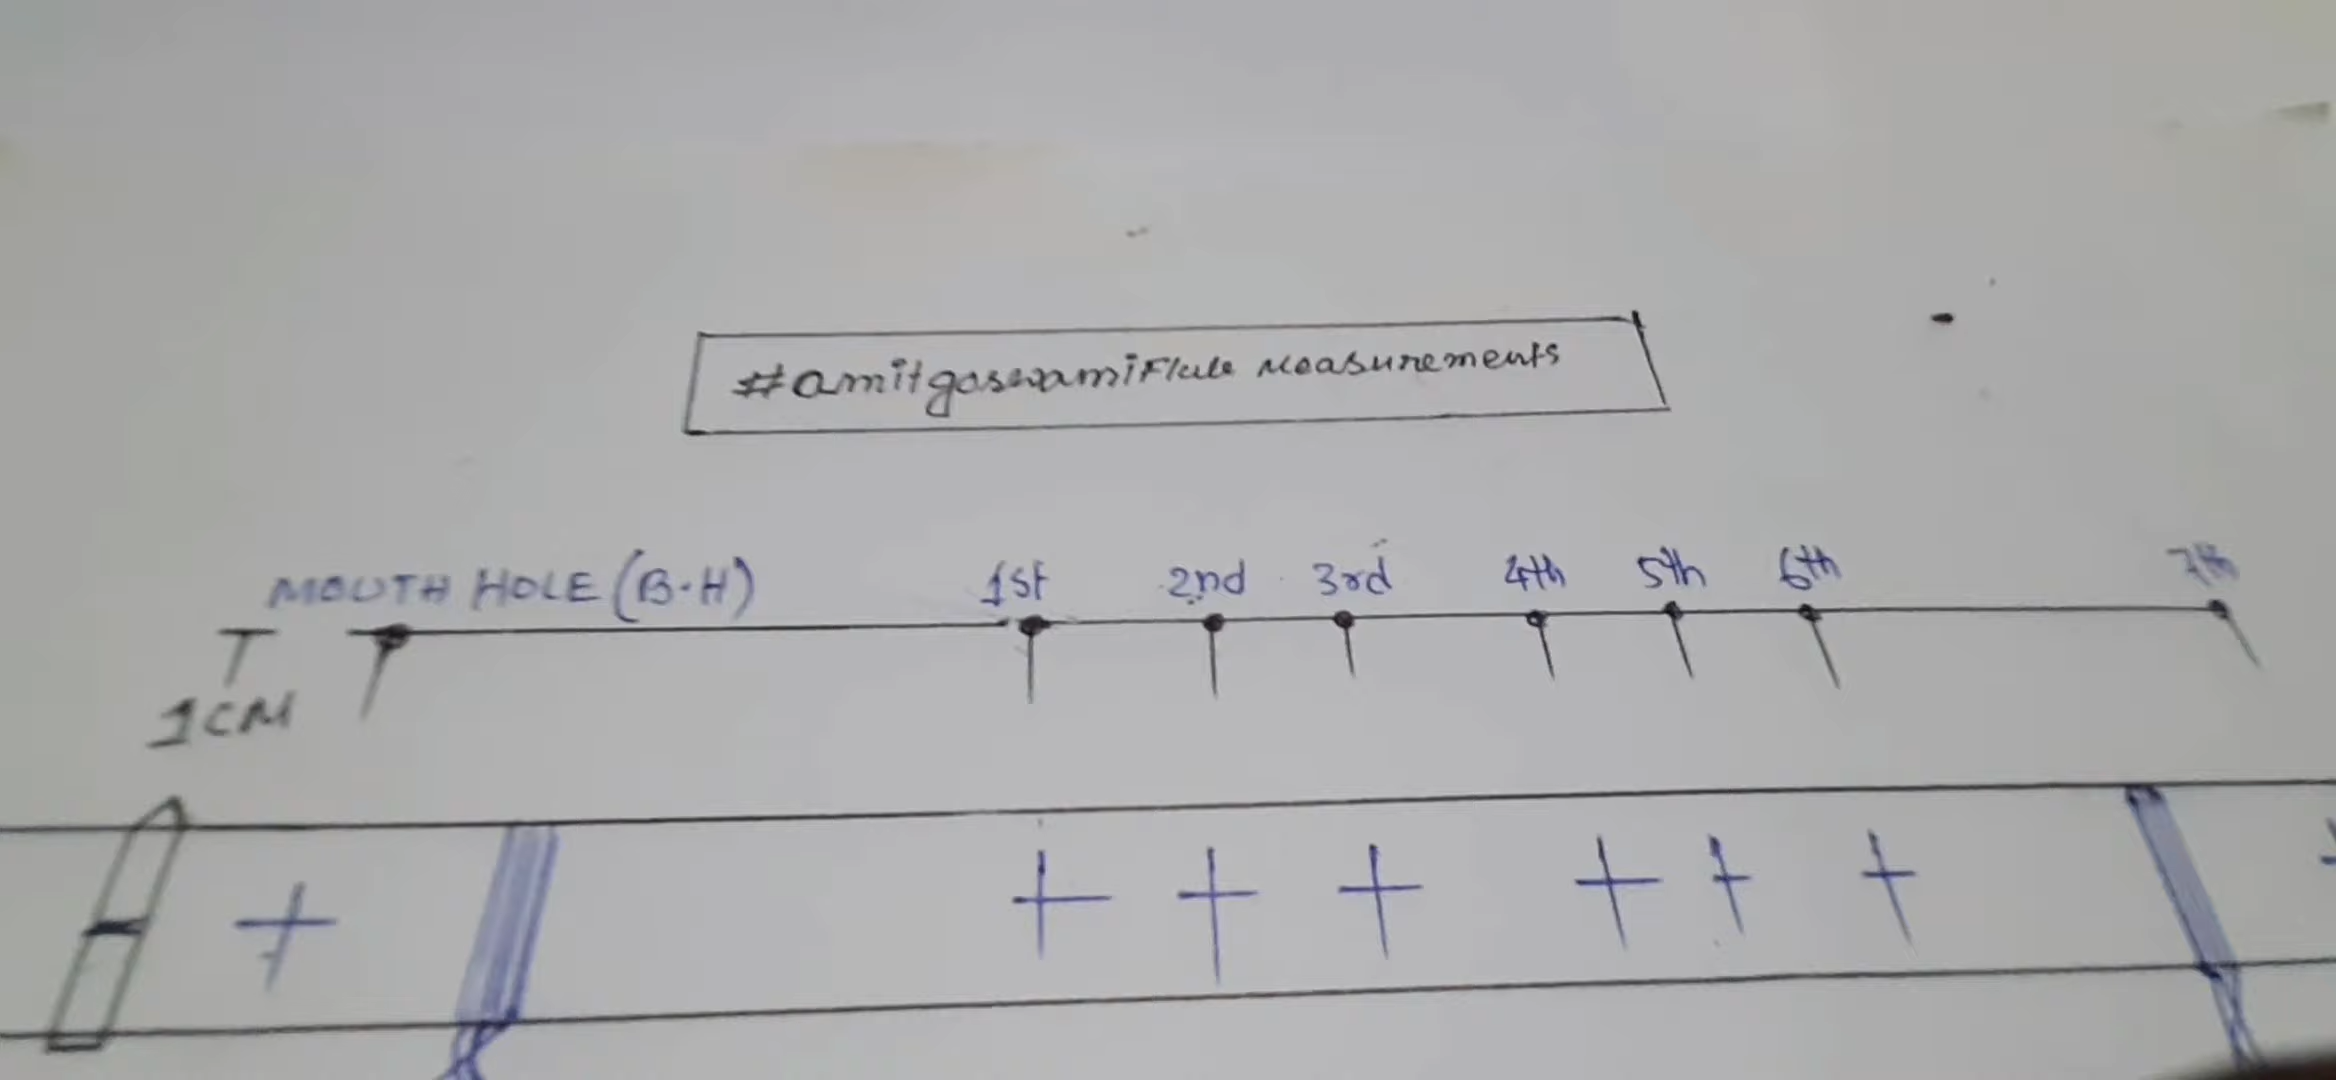 #amitgoswamiFlute Measurements
MOUTH HOLE (B.H) 1st 2nd 3rd 4th 5th 6th 7th
1CM